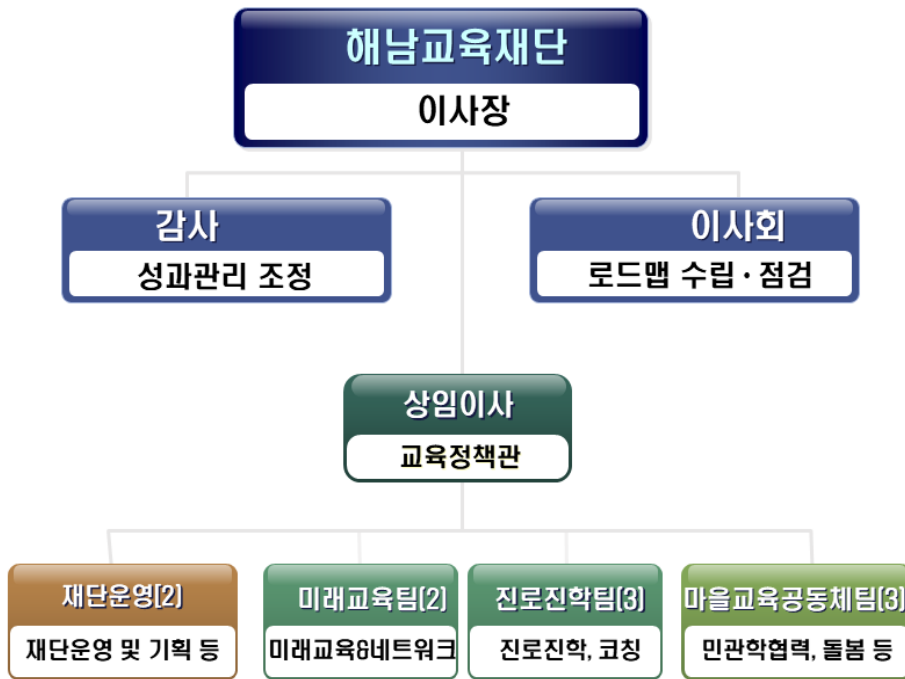 해남교육재단
이사장
감사
성과관리 조정
이사회
로드맵 수립·점검
상임이사
교육정책관
재단운영[2]
재단운영 및 기획 등
미래교육팀[2]
미래교육&네트워크
진로진학팀[3]
진로진학, 코칭
마을교육공동체팀[3]
민관학협력, 돌봄 등